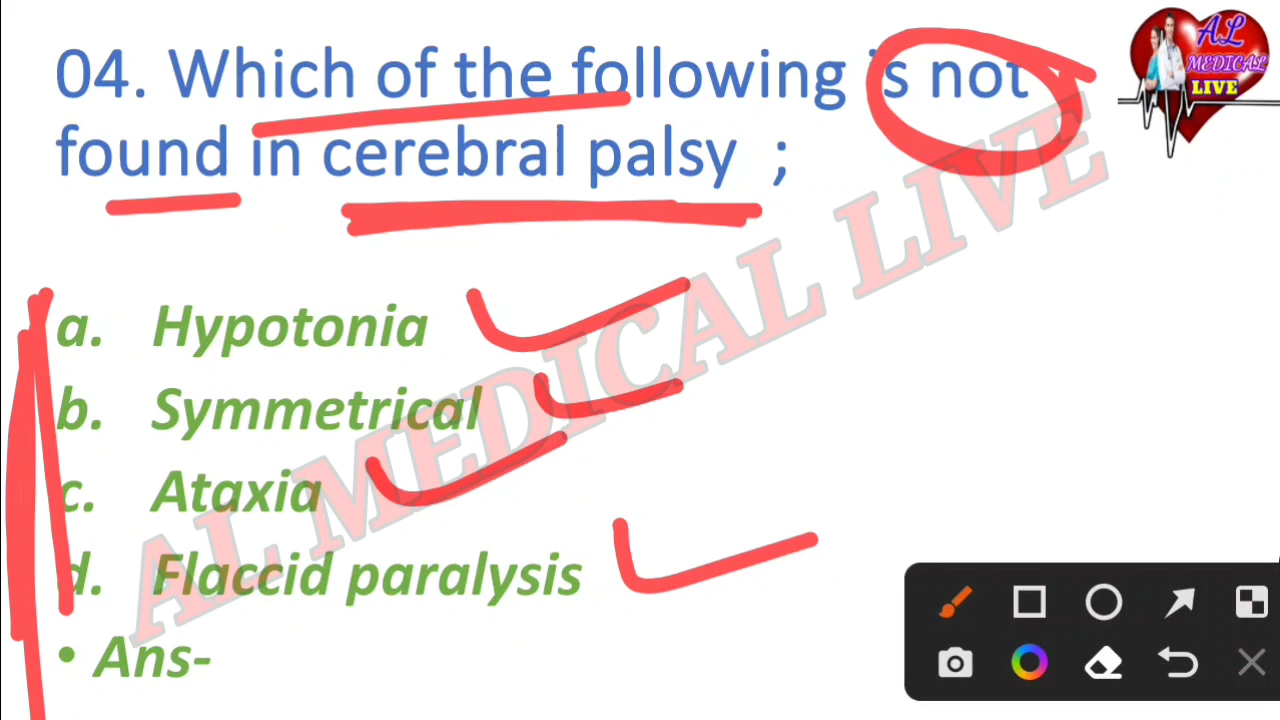 04. Which of the following is not
found in cerebral palsy ;
AL
MEDICAL
LIVE
a. Hypotonia
b. Symmetrical
c. Ataxia
d. Flaccid paralysis
• Ans-
AL MEDICAL LIVE